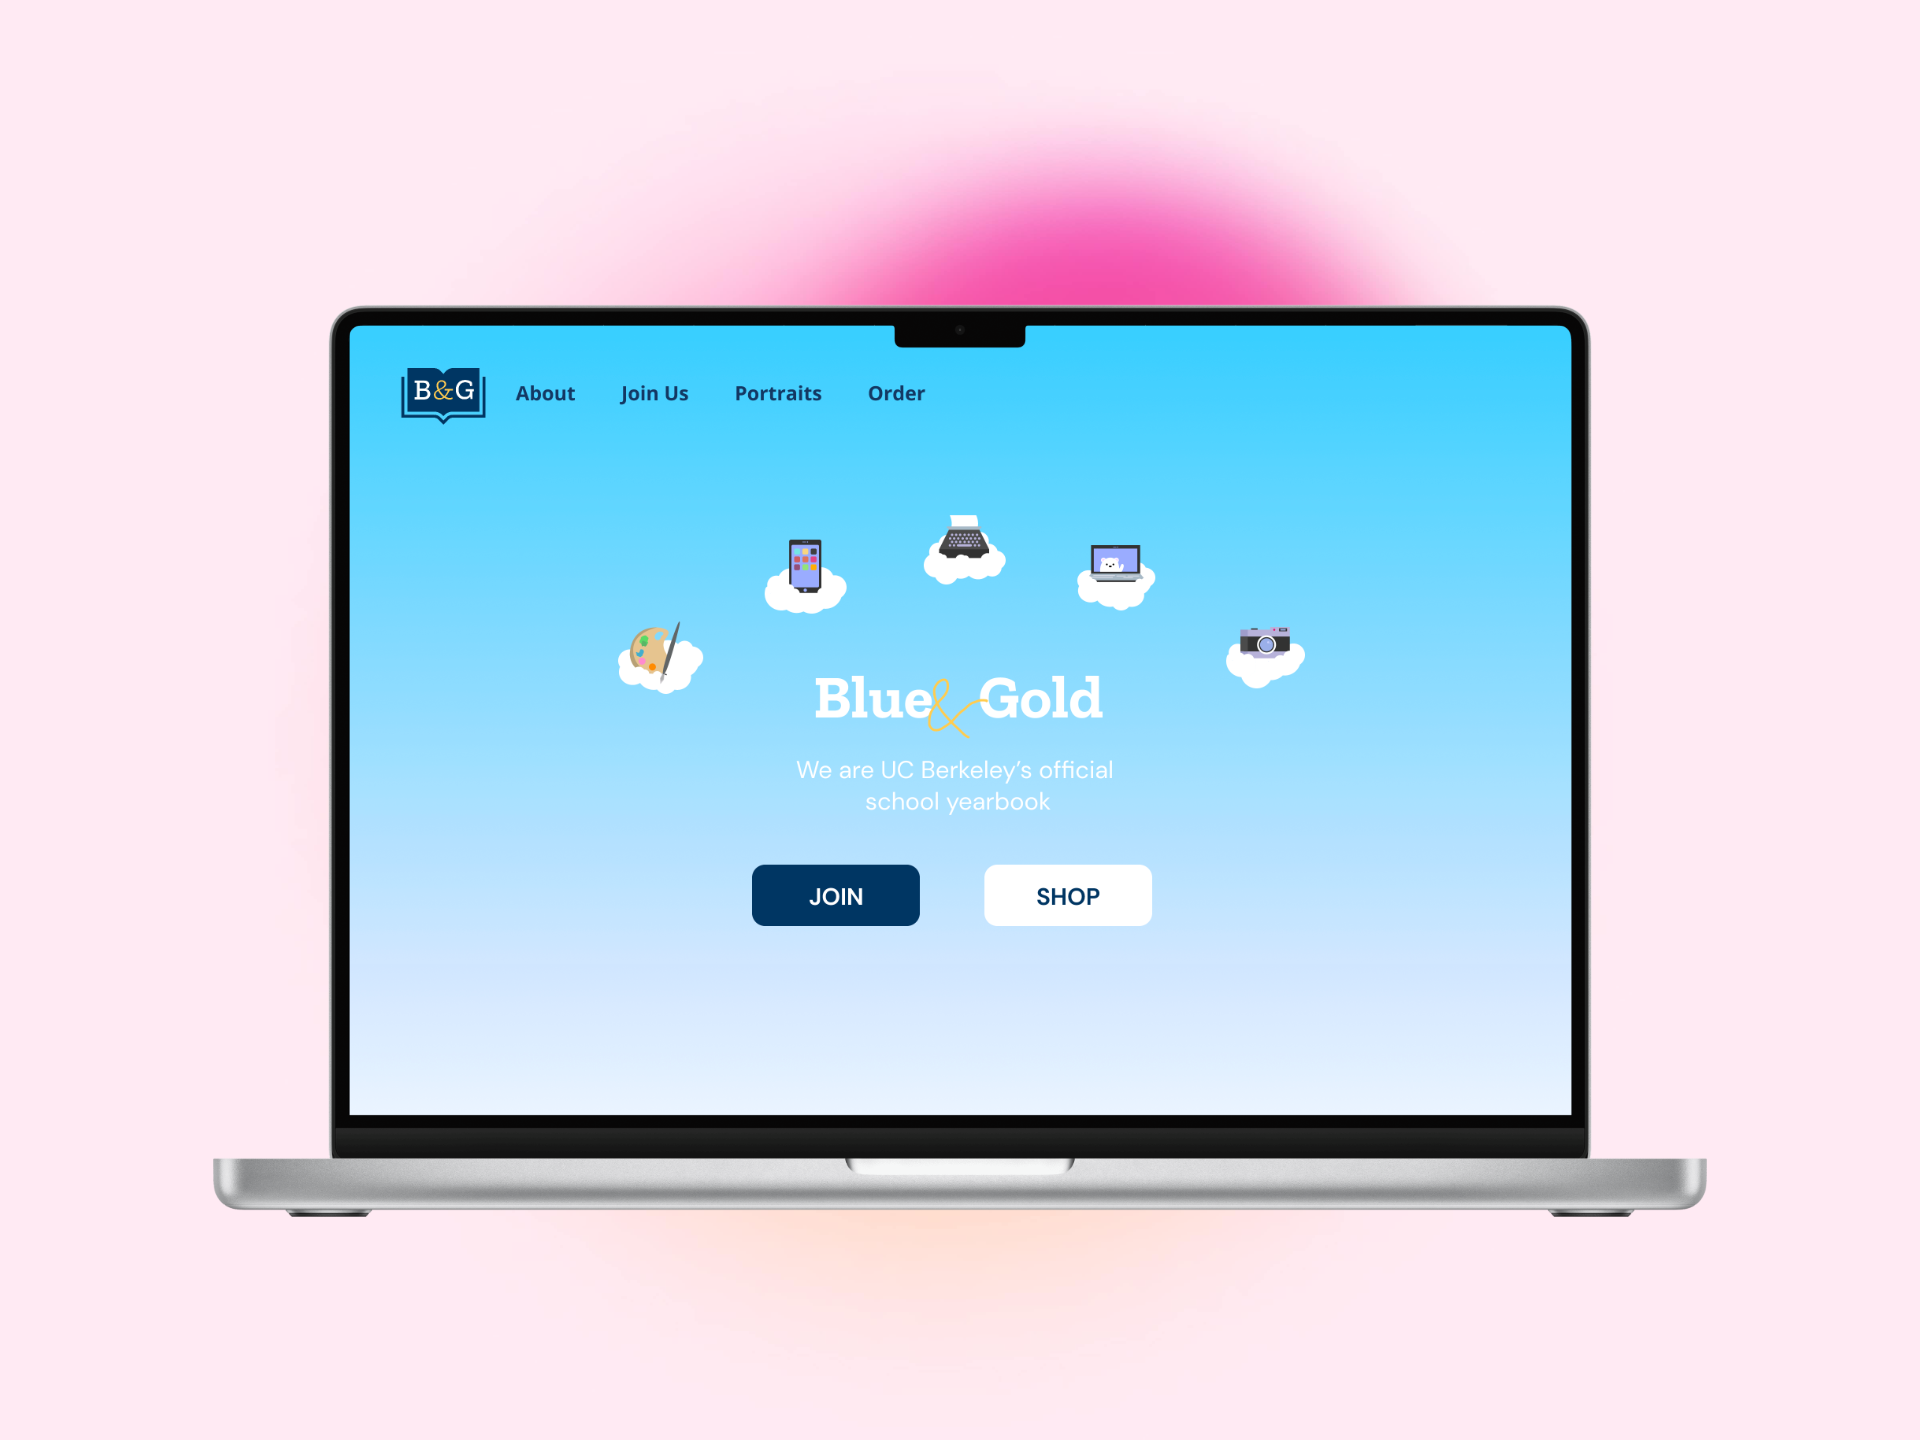 B&G
About Join Us Portraits Order
Blue & Gold
We are UC Berkeley’s official
school yearbook
JOIN SHOP